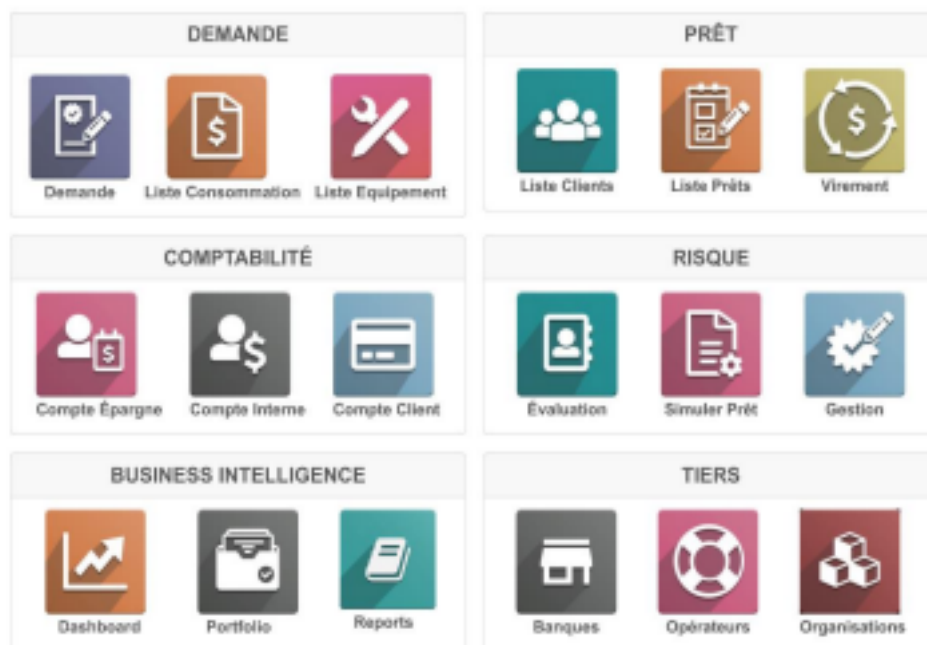 DEMANDE
Demande
Liste Consommation
Liste Equipement
PRÊT
Liste Clients
Liste Prêts
Virement
COMPTABILITÉ
Compte Épargne
Compte Interne
Compte Client
RISQUE
Évaluation
Simuler Prêt
Gestion
BUSINESS INTELLIGENCE
Dashboard
Portfolio
Reports
TIERS
Banques
Opérateurs
Organisations